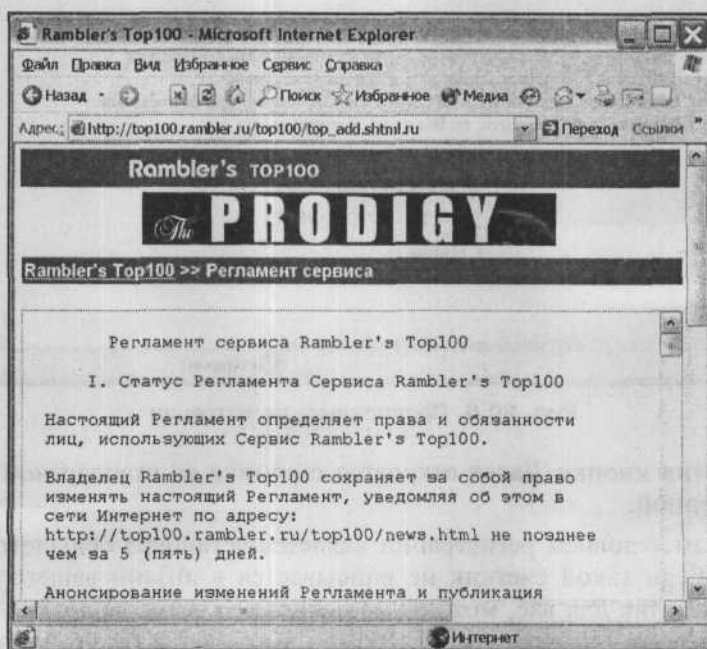 Rambler's Top100 - Microsoft Internet Explorer
Файл Правка Вид Избранное Сервис Справка
Назад Поиск Избранное Медиа
Адрес: http://top100.rambler.ru/top100/top_add.shtml.ru Переход Ссылки »
Rambler's TOP100
The PRODIGY
Rambler's Top100 >> Регламент сервиса
Регламент сервиса Rambler's Top100
I. Статус Регламента Сервиса Rambler's Top100
Настоящий Регламент определяет права и обязанности
лиц, использующих Сервис Rambler's Top100.
Владелец Rambler's Top100 сохраняет за собой право
изменять настоящий Регламент, уведомляя об этом в
сети Интернет по адресу:
http://top100.rambler.ru/top100/news.html не позднее
чем за 5 (пять) дней.
Анонсирование изменений Регламента и публикация
Интернет